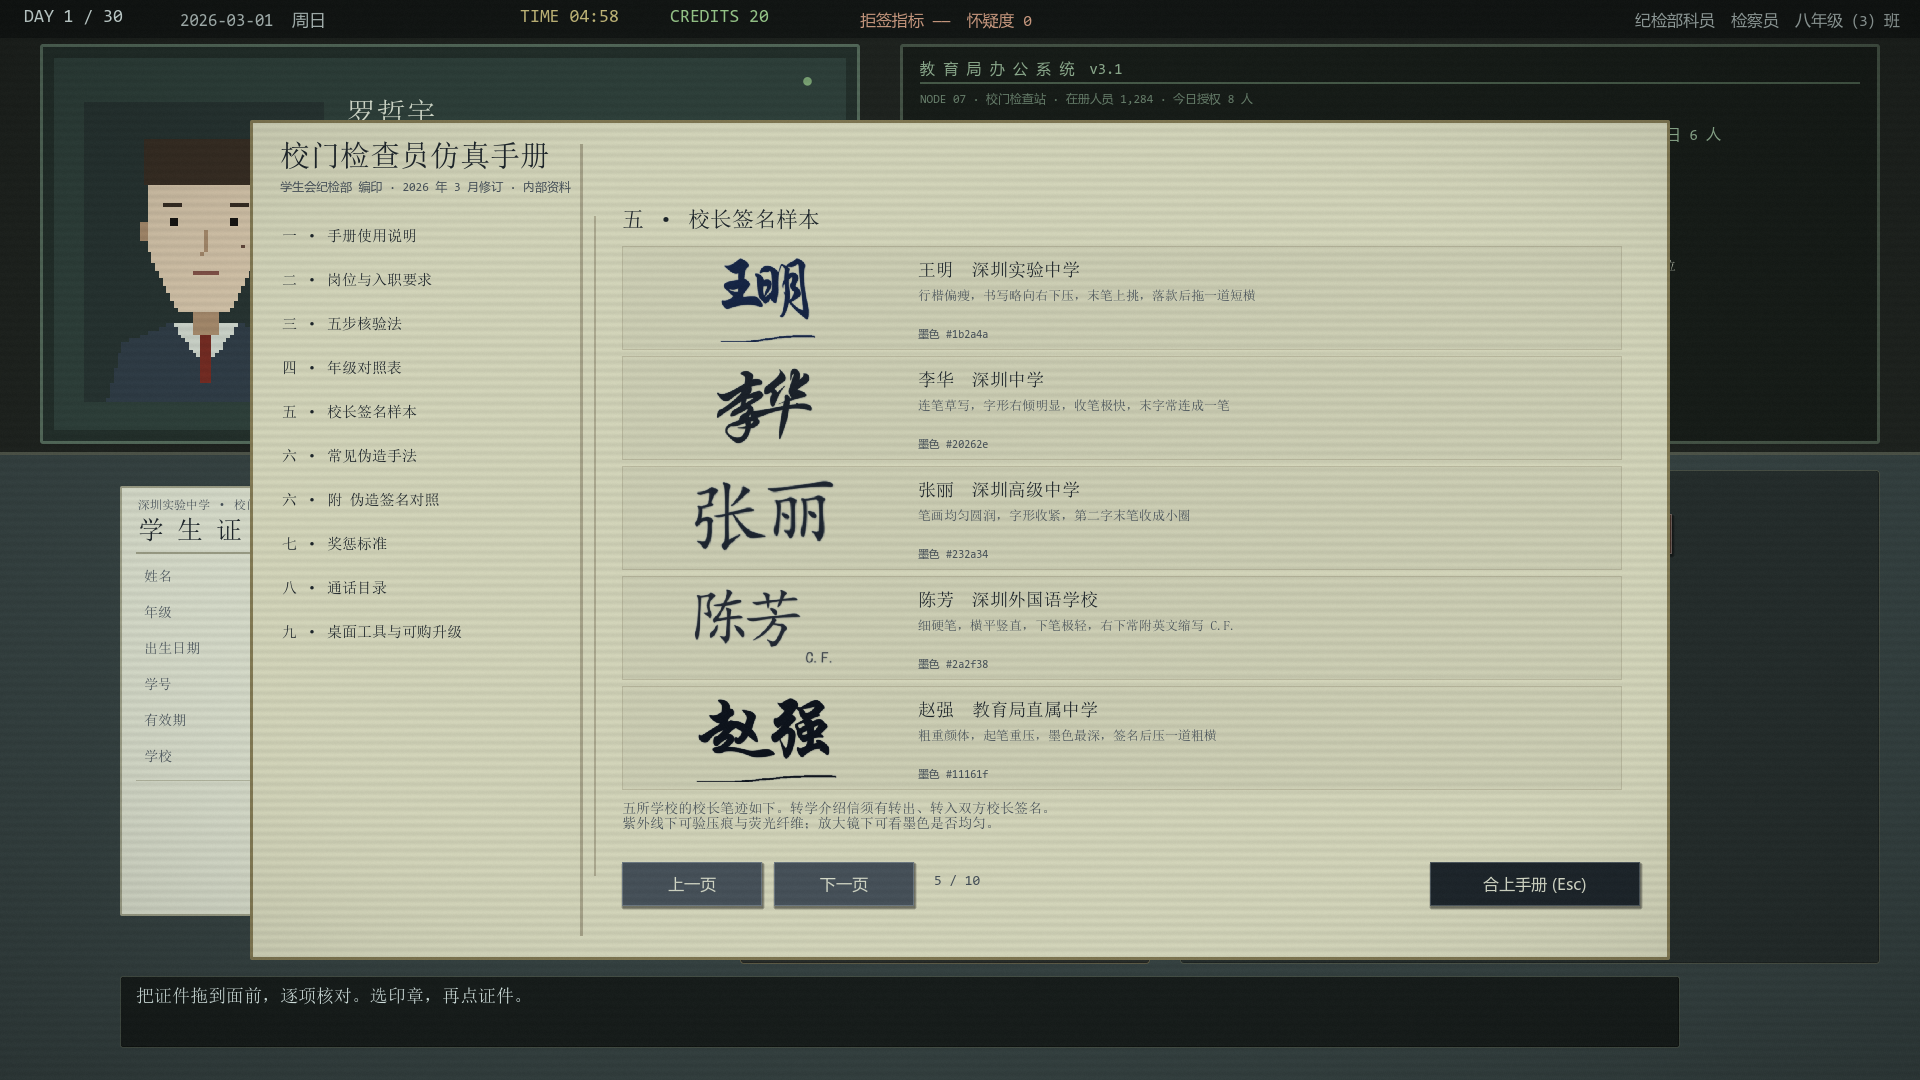 DAY 1 / 30
2026-03-01 周日
TIME 04:58
CREDITS 20
拒签指标 —— 怀疑度 0
纪检部科员 检察员 八年级 (3) 班
罗哲宇
教育局办公系统 v3.1
NODE 07 · 校门检查站 · 在册人员 1,284 · 今日授权 8 人
日 6 人
校门检查员仿真手册
学生会纪检部 编印 · 2026 年 3 月修订 · 内部资料
一 • 手册使用说明
二 • 岗位与入职要求
三 • 五步核验法
四 • 年级对照表
五 • 校长签名样本
六 • 常见伪造手法
六 • 附 伪造签名对照
七 • 奖惩标准
八 • 通话目录
九 • 桌面工具与可购升级
五 • 校长签名样本
王明
王明 深圳实验中学
行楷偏瘦，书写略向右下压，末笔上挑，落款后拖一道短横
墨色 #1b2a4a
李华
李华 深圳中学
连笔草写，字形右倾明显，收笔极快，末字常连成一笔
墨色 #20262e
张丽
张丽 深圳高级中学
笔画均匀圆润，字形收紧，第二字末笔收成小圈
墨色 #232a34
陈芳
C.F.
陈芳 深圳外国语学校
细硬笔，横平竖直，下笔极轻，右下常附英文缩写 C.F.
墨色 #2a2f38
赵强
赵强 教育局直属中学
粗重颜体，起笔重压，墨色最深，签名后压一道粗横
墨色 #11161f
五所学校的校长笔迹如下。转学介绍信须有转出、转入双方校长签名。
紫外线下可验压痕与荧光纤维；放大镜下可看墨色是否均匀。
上一页
下一页
5 / 10
合上手册 (Esc)
深圳实验中学 • 校
学生证
姓名
年级
出生日期
学号
有效期
学校
把证件拖到面前，逐项核对。选印章，再点证件。